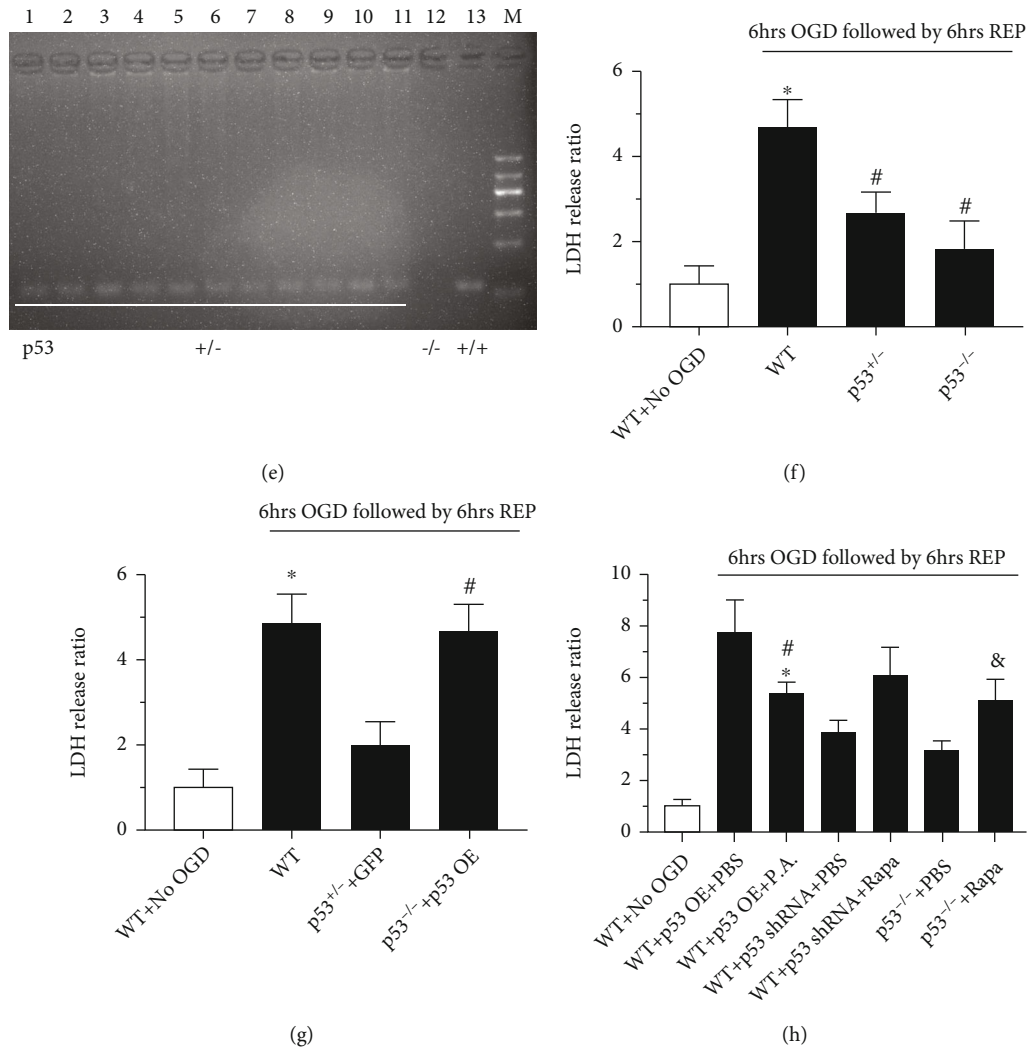 1 2 3 4 5 6 7 8 9 10 11 12 13 M
p53 +/- -/- +/+
(e)
6hrs OGD followed by 6hrs REP
LDH release ratio
6
4
2
0
*
#
#
WT+No OGD
WT
p53+/-
p53-/-
(f)
6hrs OGD followed by 6hrs REP
LDH release ratio
6
4
2
0
*
#
WT+No OGD
WT
p53+/-+GFP
p53-/-+p53 OE
(g)
6hrs OGD followed by 6hrs REP
LDH release ratio
10
8
6
4
2
0
#
*
&
WT+No OGD
WT+p53 OE+PBS
WT+p53 OE+P.A.
WT+p53 shRNA+PBS
WT+p53 shRNA+Rapa
p53-/-+PBS
p53-/-+Rapa
(h)